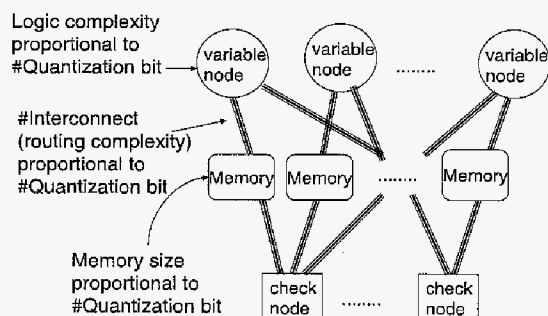 Logic complexity
proportional to
#Quantization bit
variable
node
variable
node
........
variable
node
#Interconnect
(routing complexity)
proportional to
#Quantization bit
Memory
Memory
........
Memory
Memory size
proportional to
#Quantization bit
check
node
........
check
node